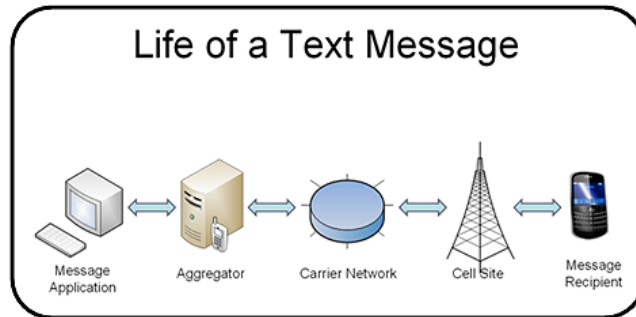 Life of a Text Message
Message
Application
Aggregator
Carrier Network
Cell Site
Message
Recipient